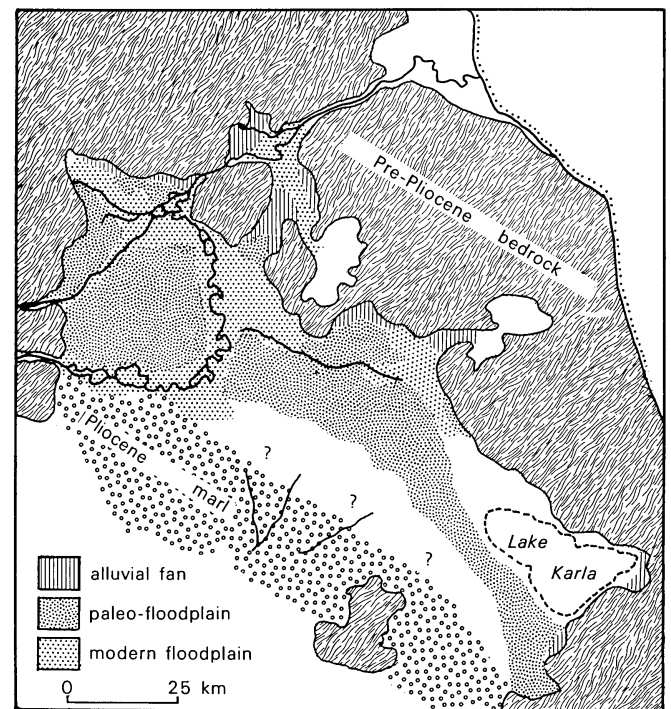 Pre-Pliocene bedrock
Pliocene marl
?
?
?
Lake
Karla
alluvial fan
paleo-floodplain
modern floodplain
0 25 km